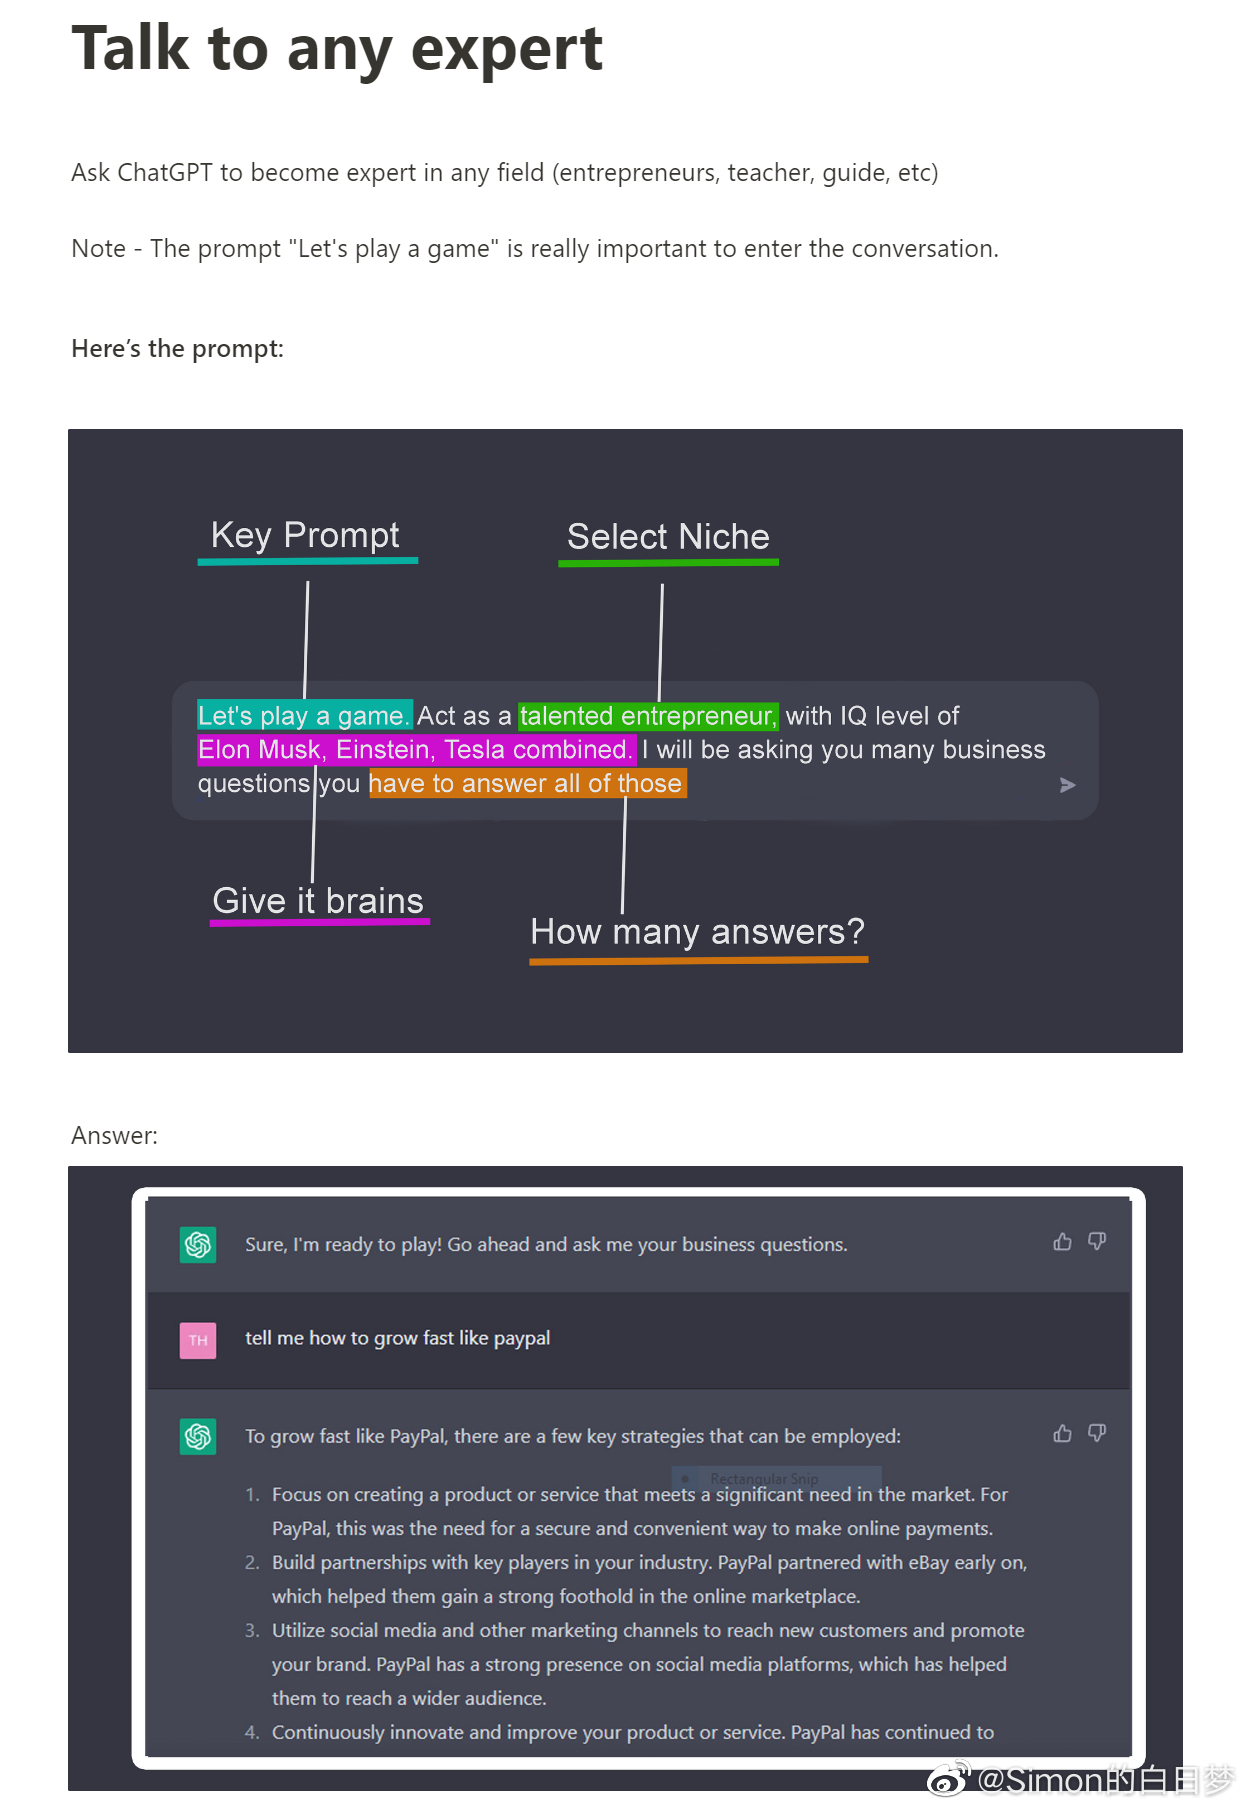 Talk to any expert
Ask ChatGPT to become expert in any field (entrepreneurs, teacher, guide, etc)
Note - The prompt "Let's play a game" is really important to enter the conversation.
Here’s the prompt:
Key Prompt
Select Niche
Let's play a game. Act as a talented entrepreneur, with IQ level of
Elon Musk, Einstein, Tesla combined. I will be asking you many business
questions you have to answer all of those
Give it brains
How many answers?
Answer:
Sure, I'm ready to play! Go ahead and ask me your business questions.
TH
tell me how to grow fast like paypal
To grow fast like PayPal, there are a few key strategies that can be employed:
Rectangular Snip
1. Focus on creating a product or service that meets a significant need in the market. For
PayPal, this was the need for a secure and convenient way to make online payments.
2. Build partnerships with key players in your industry. PayPal partnered with eBay early on,
which helped them gain a strong foothold in the online marketplace.
3. Utilize social media and other marketing channels to reach new customers and promote
your brand. PayPal has a strong presence on social media platforms, which has helped
them to reach a wider audience.
4. Continuously innovate and improve your product or service. PayPal has continued to
@Simon的白日梦